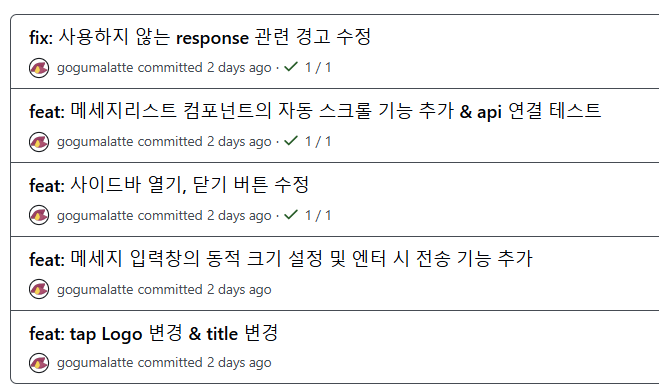 fix: 사용하지 않는 response 관련 경고 수정
gogumalatte committed 2 days ago · ✓ 1 / 1
feat: 메세지리스트 컴포넌트의 자동 스크롤 기능 추가 & api 연결 테스트
gogumalatte committed 2 days ago · ✓ 1 / 1
feat: 사이드바 열기, 닫기 버튼 수정
gogumalatte committed 2 days ago · ✓ 1 / 1
feat: 메세지 입력창의 동적 크기 설정 및 엔터 시 전송 기능 추가
gogumalatte committed 2 days ago
feat: tap Logo 변경 & title 변경
gogumalatte committed 2 days ago